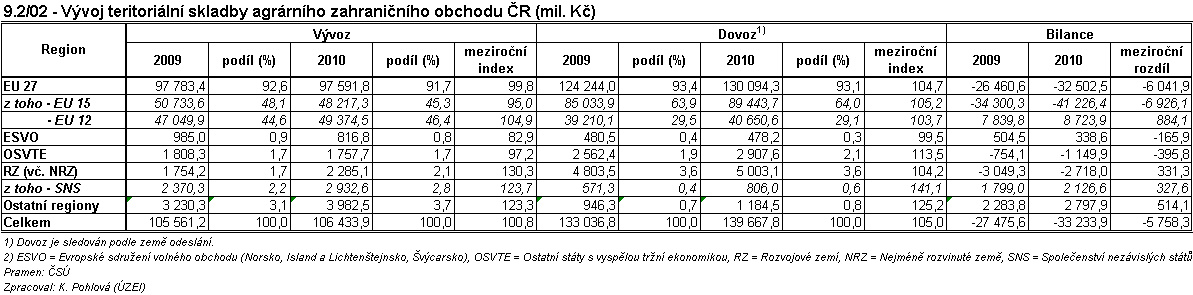 9.2/02 - Vývoj teritoriální skladby agrárního zahraničního obchodu ČR (mil. Kč)
Region Vývoz Dovoz1) Bilance
2009 podíl (%) 2010 podíl (%) meziroční index 2009 podíl (%) 2010 podíl (%) meziroční index 2009 2010 meziroční rozdíl
EU 27 97 783,4 92,6 97 591,8 91,7 99,8 124 244,0 93,4 130 094,3 93,1 104,7 -26 460,6 -32 502,5 -6 041,9
z toho - EU 15 50 733,6 48,1 48 217,3 45,3 95,0 85 033,9 63,9 89 443,7 64,0 105,2 -34 300,3 -41 226,4 -6 926,1
- EU 12 47 049,9 44,6 49 374,5 46,4 104,9 39 210,1 29,5 40 650,6 29,1 103,7 7 839,8 8 723,9 884,1
ESVO 985,0 0,9 816,8 0,8 82,9 480,5 0,4 478,2 0,3 99,5 504,5 338,6 -165,9
OSVTE 1 808,3 1,7 1 757,7 1,7 97,2 2 562,4 1,9 2 907,6 2,1 113,5 -754,1 -1 149,9 -395,8
RZ (vč. NRZ) 1 754,2 1,7 2 285,1 2,1 130,3 4 803,5 3,6 5 003,1 3,6 104,2 -3 049,3 -2 718,0 331,3
z toho - SNS 2 370,3 2,2 2 932,6 2,8 123,7 571,3 0,4 806,0 0,6 141,1 1 799,0 2 126,6 327,6
Ostatní regiony 3 230,3 3,1 3 982,5 3,7 123,3 946,3 0,7 1 184,5 0,8 125,2 2 283,8 2 797,9 514,1
Celkem 105 561,2 100,0 106 433,9 100,0 100,8 133 036,8 100,0 139 667,8 100,0 105,0 -27 475,6 -33 233,9 -5 758,3
1) Dovoz je sledován podle země odeslání.
2) ESVO = Evropské sdružení volného obchodu (Norsko, Island a Lichtenštejnsko, Švýcarsko), OSVTE = Ostatní státy s vyspělou tržní ekonomikou, RZ = Rozvojové zemí, NRZ = Nejméně rozvinuté země, SNS = Společenství nezávislých států
Pramen: ČSÚ
Zpracoval: K. Pohlová (ÚZEI)